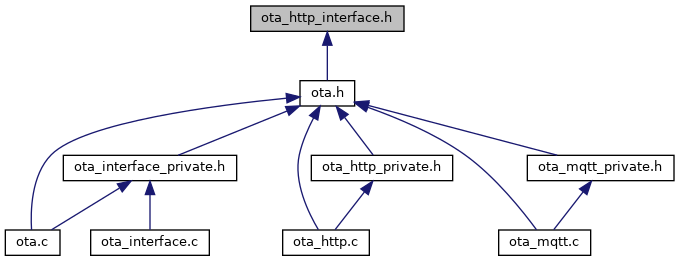 ota_http_interface.h
ota.h
ota_interface_private.h
ota_http_private.h
ota_mqtt_private.h
ota.c
ota_interface.c
ota_http.c
ota_mqtt.c